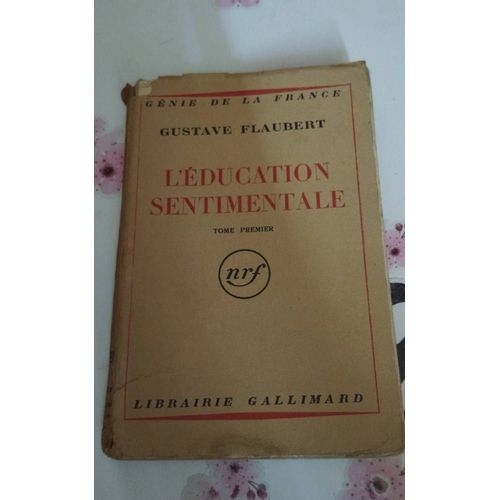 GÉNIE DE LA FRANCE
GUSTAVE FLAUBERT
L'ÉDUCATION
SENTIMENTALE
TOME PREMIER
nrf
LIBRAIRIE GALLIMARD